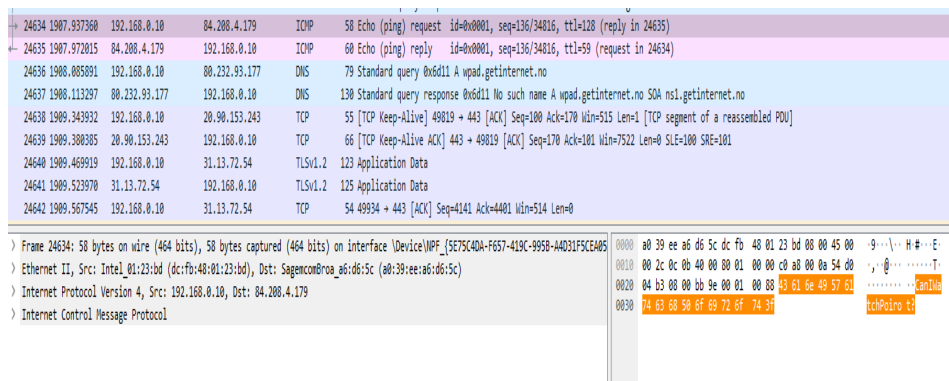 24634 1907.937360 192.168.0.10 84.208.4.179 ICMP 58 Echo (ping) request id=0x0001, seq=136/34816, ttl=128 (reply in 24635)
24635 1907.972015 84.208.4.179 192.168.0.10 ICMP 60 Echo (ping) reply id=0x0001, seq=136/34816, ttl=59 (request in 24634)
24636 1908.085891 192.168.0.10 80.232.93.177 DNS 79 Standard query 0x6d11 A wpad.getinternet.no
24637 1908.113297 80.232.93.177 192.168.0.10 DNS 130 Standard query response 0x6d11 No such name A wpad.getinternet.no SOA ns1.getinternet.no
24638 1909.343932 192.168.0.10 20.90.153.243 TCP 55 [TCP Keep-Alive] 49819 → 443 [ACK] Seq=100 Ack=170 Win=515 Len=1 [TCP segment of a reassembled PDU]
24639 1909.380385 20.90.153.243 192.168.0.10 TCP 66 [TCP Keep-Alive ACK] 443 → 49819 [ACK] Seq=170 Ack=101 Win=7522 Len=0 SLE=100 SRE=101
24640 1909.469919 192.168.0.10 31.13.72.54 TLSv1.2 123 Application Data
24641 1909.523970 31.13.72.54 192.168.0.10 TLSv1.2 125 Application Data
24642 1909.567545 192.168.0.10 31.13.72.54 TCP 54 49934 → 443 [ACK] Seq=4141 Ack=4401 Win=514 Len=0
> Frame 24634: 58 bytes on wire (464 bits), 58 bytes captured (464 bits) on interface \Device\NPF_{5E75C4DA-F657-419C-995B-A4D31F5CEA05
> Ethernet II, Src: Intel_01:23:bd (dc:fb:48:01:23:bd), Dst: SagemcomBroa_a6:d6:5c (a0:39:ee:a6:d6:5c)
> Internet Protocol Version 4, Src: 192.168.0.10, Dst: 84.208.4.179
> Internet Control Message Protocol
0000 a0 39 ee a6 d6 5c dc fb 48 01 23 bd 08 00 45 00 ·9···\·· H·#···E·
0010 00 2c 0c 0b 40 00 80 01 00 00 c0 a8 00 0a 54 d0 ·,··@··· ······T·
0020 04 b3 08 00 bb 9e 00 01 00 88 43 61 6e 49 57 61 ········ ··CanIWa
0030 74 63 68 50 6f 69 72 6f 74 3f tchPoiro t?